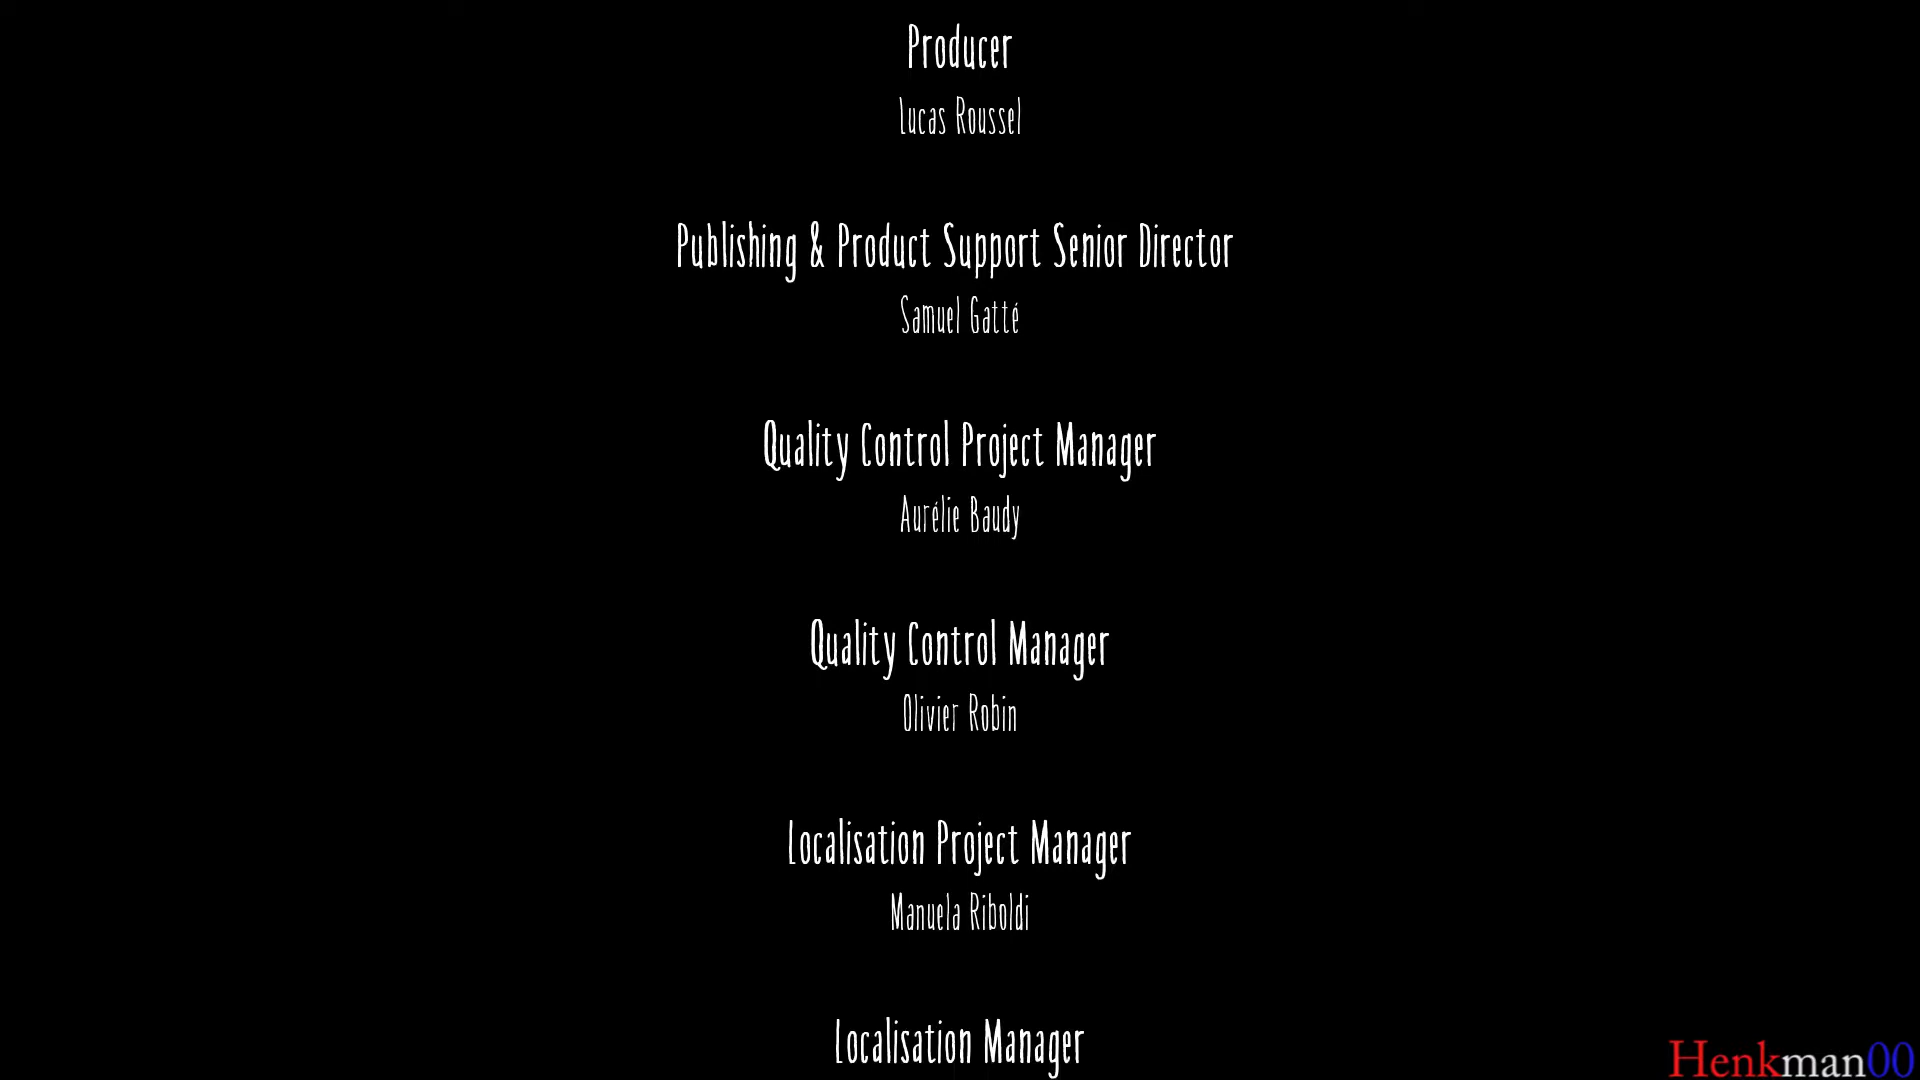 Producer
Lucas Roussel
Publishing & Product Support Senior Director
Samuel Gatté
Quality Control Project Manager
Aurélie Baudy
Quality Control Manager
Olivier Robin
Localisation Project Manager
Manuela Riboldi
Localisation Manager
Henkman00